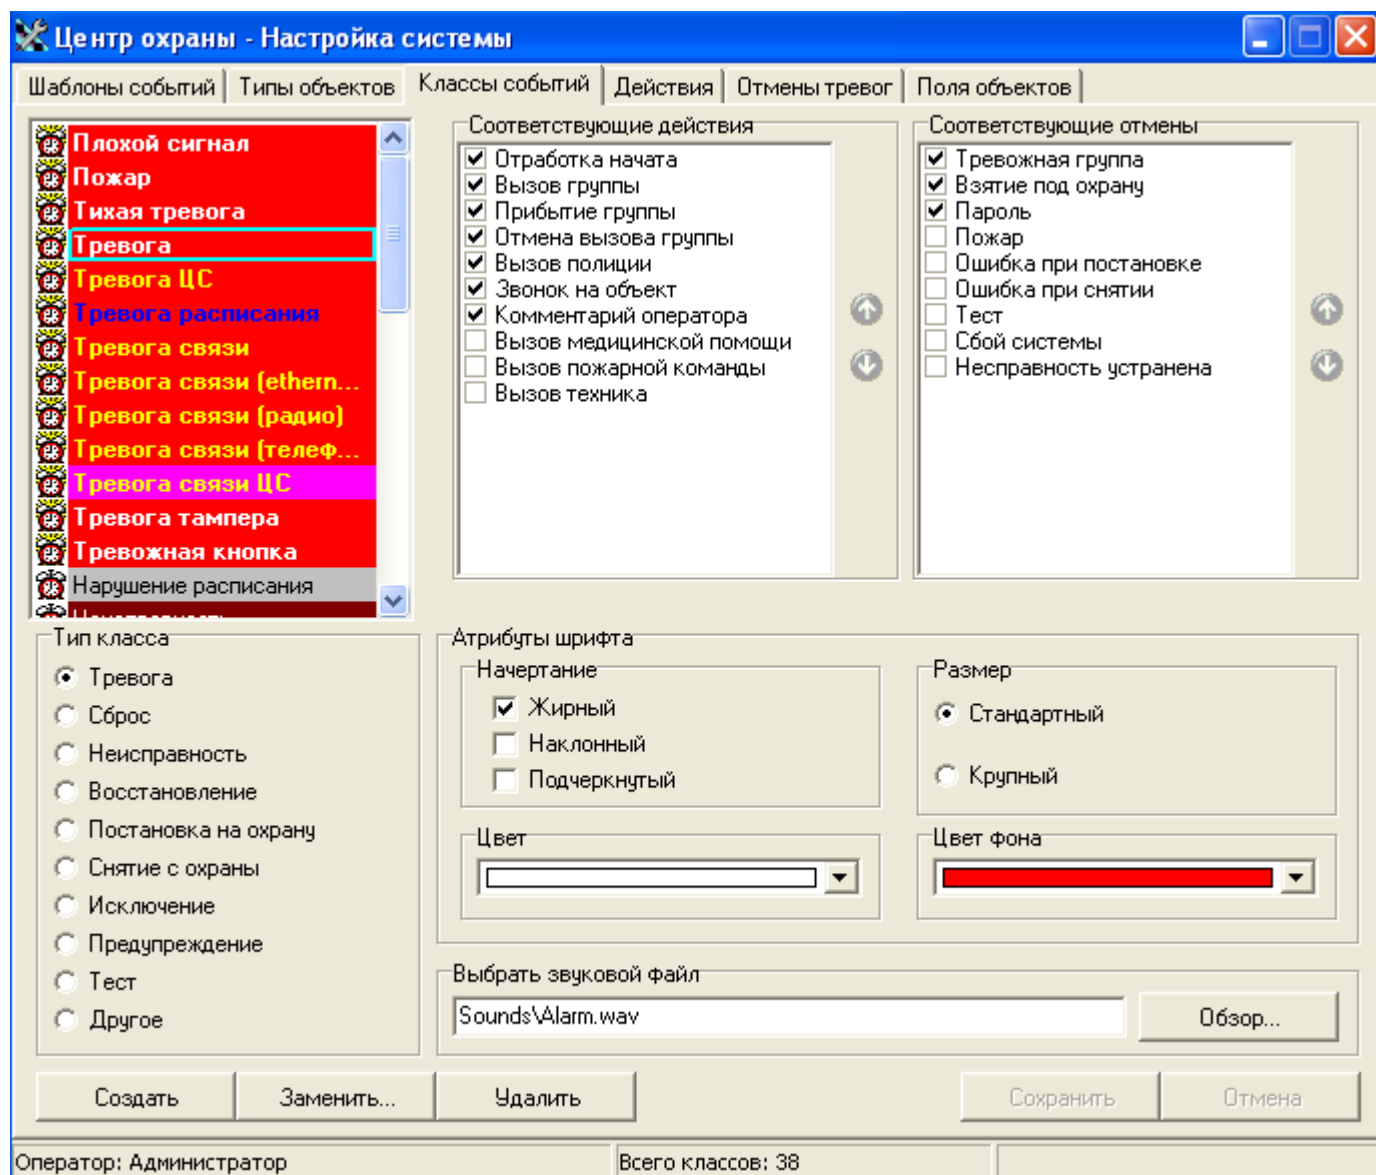 Центр охраны - Настройка системы
Шаблоны событий Типы объектов Классы событий Действия Отмены тревог Поля объектов
Плохой сигнал
Пожар
Тихая тревога
Тревога
Тревога ЦС
Тревога расписания
Тревога связи
Тревога связи (ethern...
Тревога связи (радио)
Тревога связи (телеф...
Тревога связи ЦС
Тревога тампера
Тревожная кнопка
Нарушение расписания
Соответствующие действия
Отработка начата
Вызов группы
Прибытие группы
Отмена вызова группы
Вызов полиции
Звонок на объект
Комментарий оператора
Вызов медицинской помощи
Вызов пожарной команды
Вызов техника
Соответствующие отмены
Тревожная группа
Взятие под охрану
Пароль
Пожар
Ошибка при постановке
Ошибка при снятии
Тест
Сбой системы
Несправность устранена
Тип класса
Тревога
Сброс
Неисправность
Восстановление
Постановка на охрану
Снятие с охраны
Исключение
Предупреждение
Тест
Другое
Атрибуты шрифта
Начертание
Жирный
Наклонный
Подчеркнутый
Размер
Стандартный
Крупный
Цвет
Цвет фона
Выбрать звуковой файл
Sounds\Alarm.wav
Обзор...
Создать Заменить... Удалить Сохранить Отмена
Оператор: Администратор Всего классов: 38